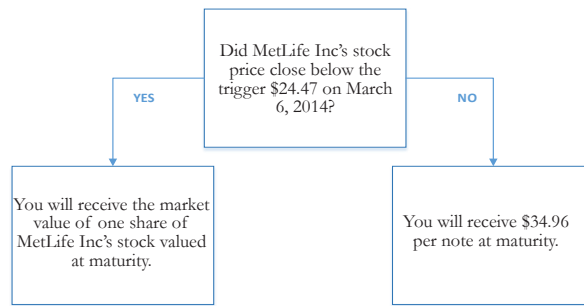 Did MetLife Inc's stock
price close below the
trigger $24.47 on March
6, 2014?
YES
NO
You will receive the market
value of one share of
MetLife Inc's stock valued
at maturity.
You will receive $34.96
per note at maturity.